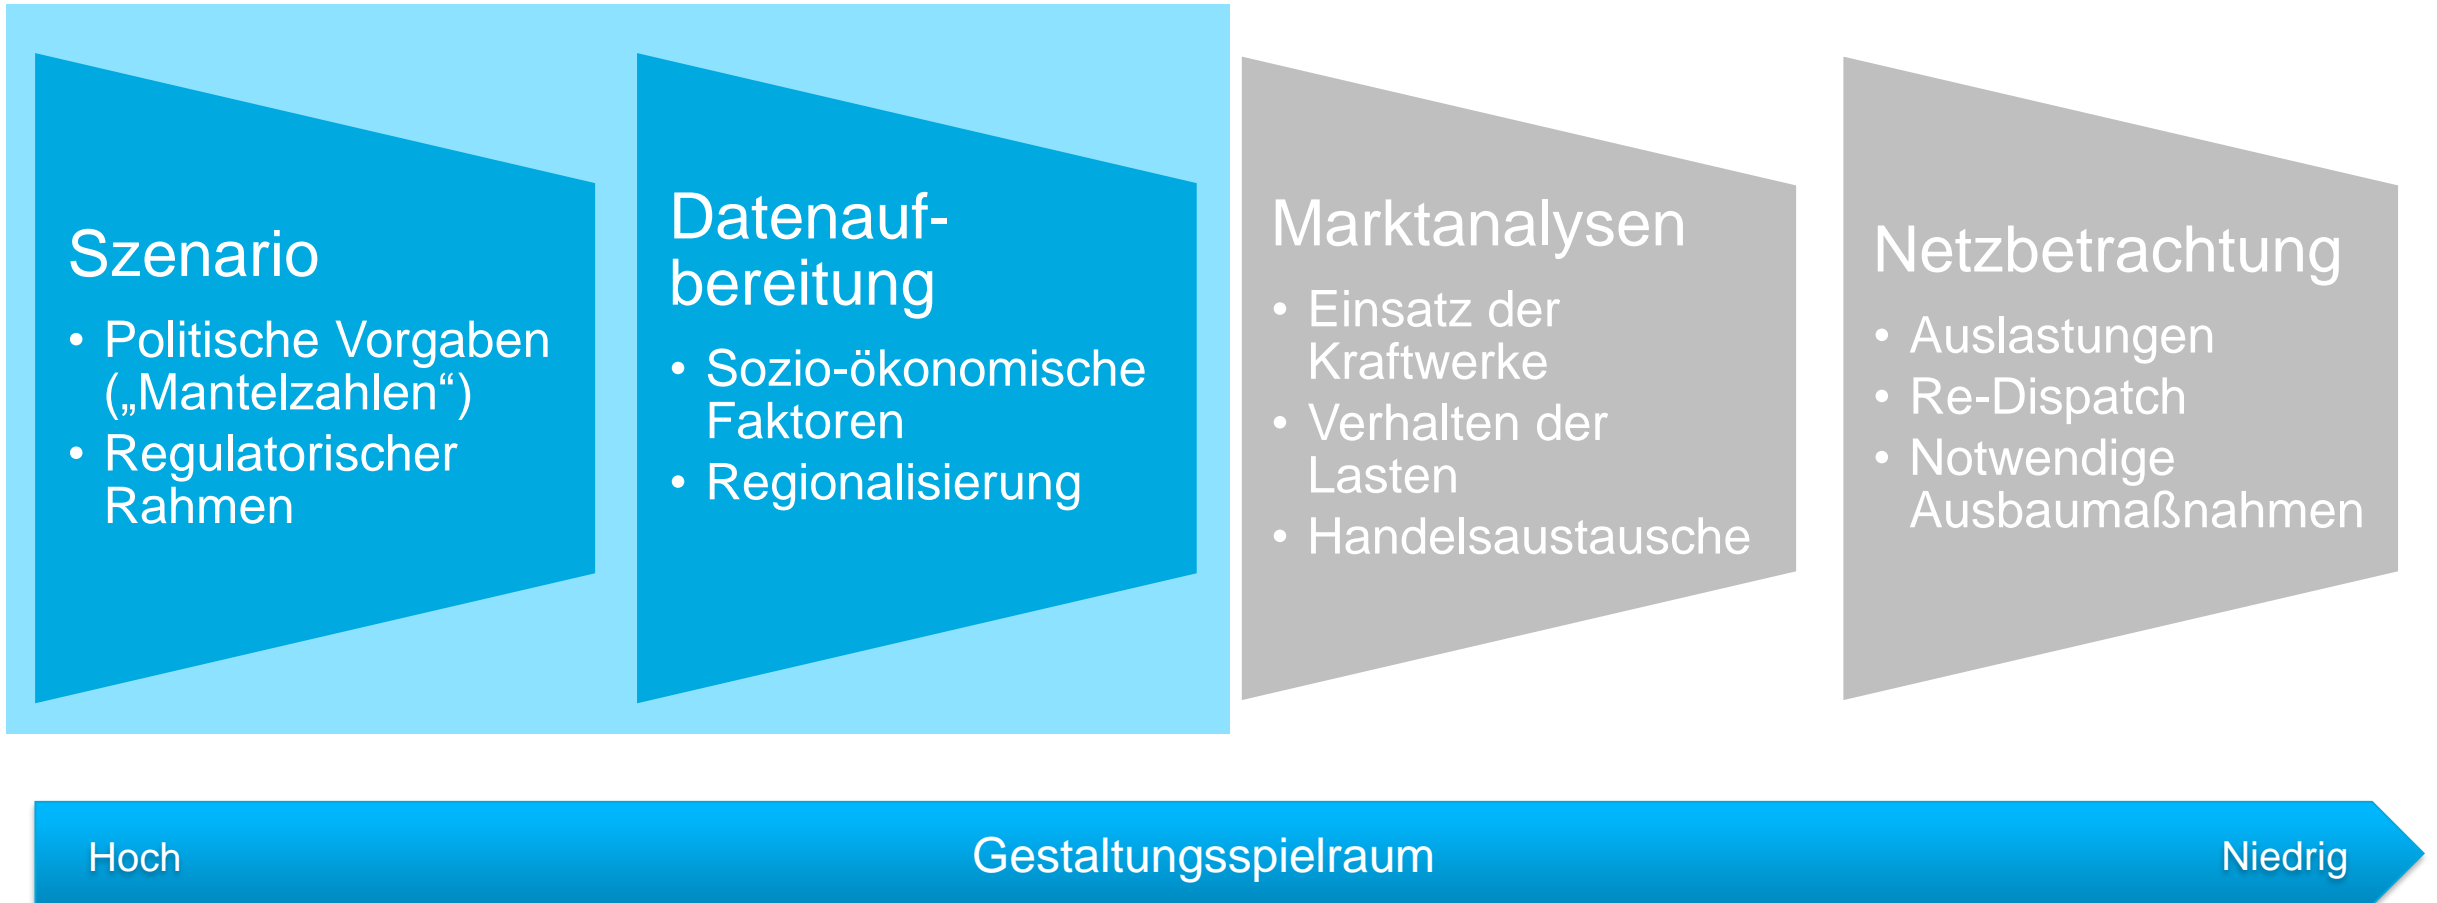 Szenario
• Politische Vorgaben
(„Mantelzahlen“)
• Regulatorischer
Rahmen
Datenauf-
bereitung
• Sozio-ökonomische
Faktoren
• Regionalisierung
Marktanalysen
• Einsatz der
Kraftwerke
• Verhalten der
Lasten
• Handelsaustausche
Netzbetrachtung
• Auslastungen
• Re-Dispatch
• Notwendige
Ausbaumaßnahmen
Hoch
Gestaltungsspielraum
Niedrig